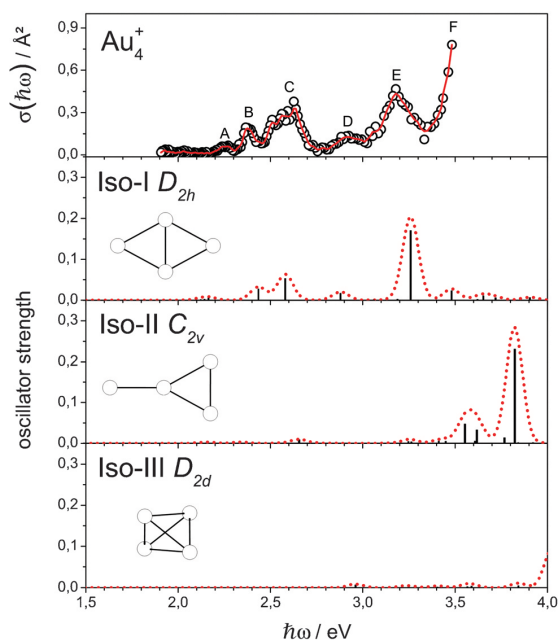 σ(ħω) / Å²
0,9
0,6
0,3
0,0
Au₄⁺
A
B
C
D
E
F
oscillator strength
0,3
0,2
0,1
0,0
Iso-I D₂ₕ
0,3
0,2
0,1
0,0
Iso-II C₂ᵥ
0,3
0,2
0,1
0,0
Iso-III D₂d
1,5
2,0
2,5
3,0
3,5
4,0
ħω / eV